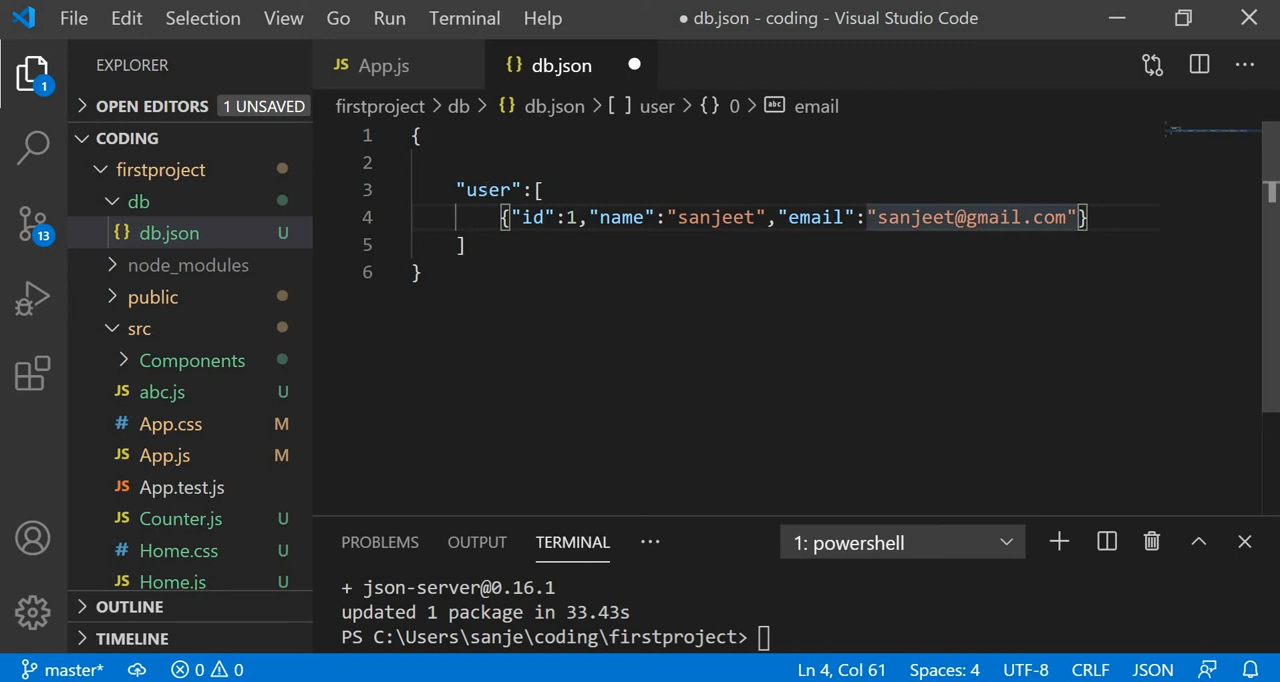 File Edit Selection View Go Run Terminal Help ● db.json - coding - Visual Studio Code
EXPLORER
OPEN EDITORS 1 UNSAVED
CODING
firstproject
db
{} db.json U
node_modules
public
src
Components
JS abc.js U
# App.css M
JS App.js M
JS App.test.js
JS Counter.js U
# Home.css U
JS Home.js U
OUTLINE
TIMELINE
1
13
JS App.js {} db.json ●
firstproject > db > {} db.json > [ ] user > {} 0 > abc email
1 {
2
3 "user":[
4 {"id":1,"name":"sanjeet","email":"sanjeet@gmail.com"}
5 ]
6 }
PROBLEMS OUTPUT TERMINAL ··· 1: powershell
+ json-server@0.16.1
updated 1 package in 33.43s
PS C:\Users\sanje\coding\firstproject>
master* 0 0 Ln 4, Col 61 Spaces: 4 UTF-8 CRLF JSON